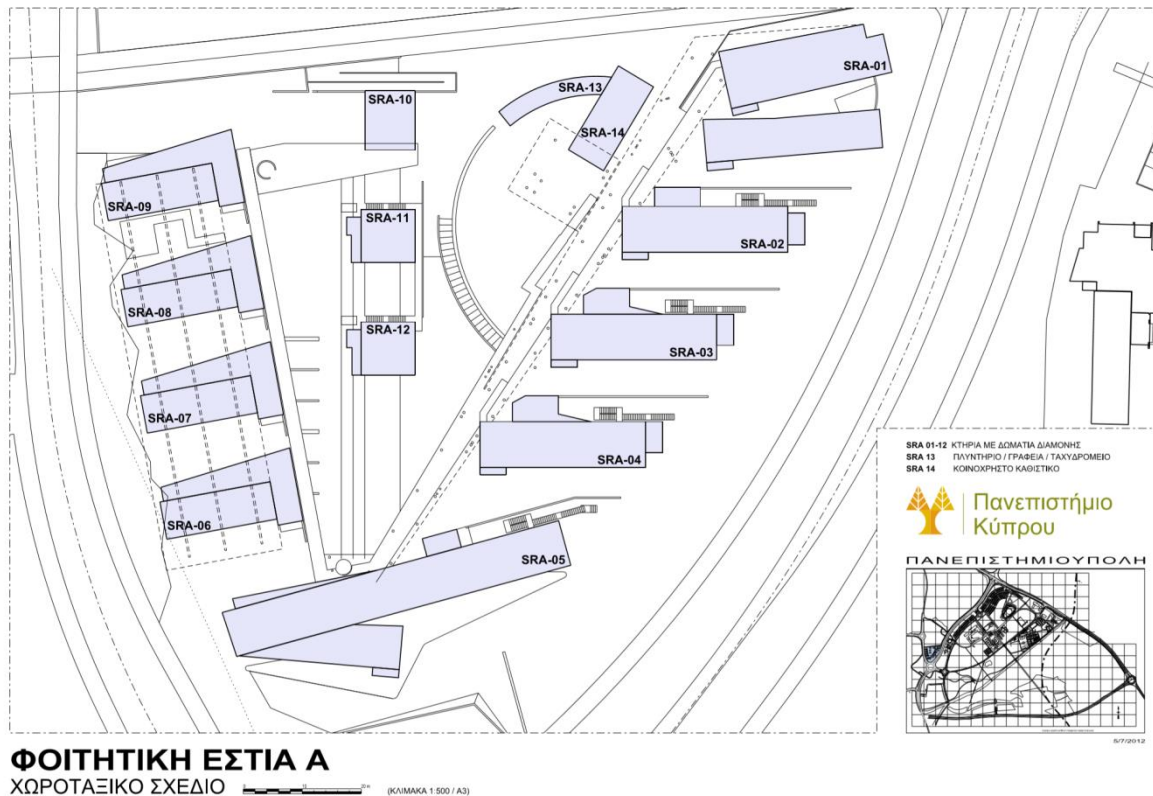 SRA-01
SRA-10
SRA-13
SRA-14
SRA-09
SRA-11
SRA-02
SRA-08
SRA-12
SRA-03
SRA-07
SRA-04
SRA-06
SRA-05
SRA 01-12 ΚΤΗΡΙΑ ΜΕ ΔΩΜΑΤΙΑ ΔΙΑΜΟΝΗΣ
SRA 13 ΠΛΥΝΤΗΡΙΟ / ΓΡΑΦΕΙΑ / ΤΑΧΥΔΡΟΜΕΙΟ
SRA 14 ΚΟΙΝΟΧΡΗΣΤΟ ΚΑΘΙΣΤΙΚΟ
Πανεπιστήμιο
Κύπρου
ΠΑΝΕΠΙΣΤΗΜΙΟΥΠΟΛΗ
5/7/2012
ΦΟΙΤΗΤΙΚΗ ΕΣΤΙΑ Α
ΧΩΡΟΤΑΞΙΚΟ ΣΧΕΔΙΟ
(ΚΛΙΜΑΚΑ 1:500 / A3)